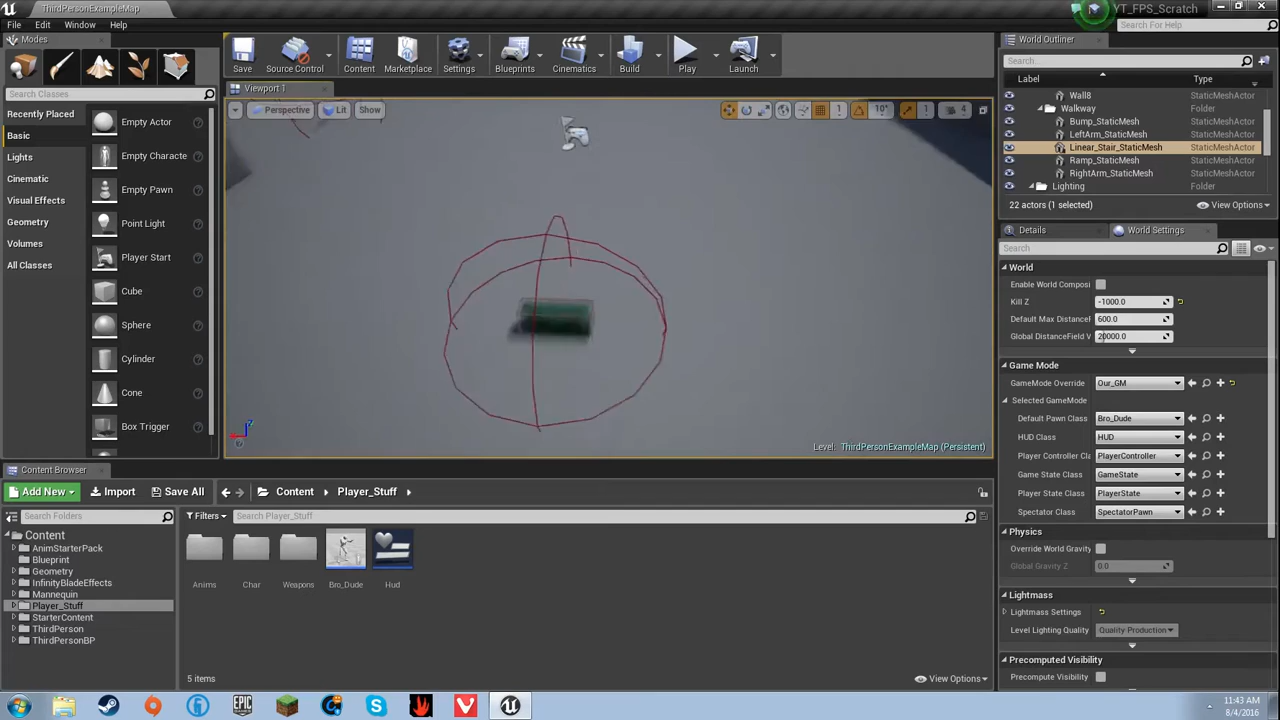 ThirdPersonExampleMap
YT_FPS_Scratch
File Edit Window Help
Search For Help
Modes
Save Source Control Content Marketplace Settings Blueprints Cinematics Build Play Launch
World Outliner
Search...
Label Type
Search Classes
Viewport 1
Perspective Lit Show 1 10° 1 4
Recently Placed
Basic
Lights
Cinematic
Visual Effects
Geometry
Volumes
All Classes
Empty Actor
Empty Characte
Empty Pawn
Point Light
Player Start
Cube
Sphere
Cylinder
Cone
Box Trigger
Wall8 StaticMeshActor
Walkway Folder
Bump_StaticMesh StaticMeshActor
LeftArm_StaticMesh StaticMeshActor
Linear_Stair_StaticMesh StaticMeshActor
Ramp_StaticMesh StaticMeshActor
RightArm_StaticMesh StaticMeshActor
Lighting Folder
22 actors (1 selected) View Options
Details World Settings
Search
World
Enable World Composi
Kill Z -1000.0
Default Max Distancel 600.0
Global DistanceField V 20000.0
Game Mode
GameMode Override Our_GM
Selected GameMode
Default Pawn Class Bro_Dude
HUD Class HUD
Player Controller Cla PlayerController
Game State Class GameState
Player State Class PlayerState
Spectator Class SpectatorPawn
Physics
Override World Gravity
Global Gravity Z 0.0
Lightmass
Lightmass Settings
Level Lighting Quality Quality Production
Precomputed Visibility
Precompute Visibility
Level: ThirdPersonExampleMap (Persistent)
Content Browser
Add New Import Save All Content Player_Stuff
Search Folders
Filters Search Player_Stuff
Content
AnimStarterPack
Blueprint
Geometry
InfinityBladeEffects
Mannequin
Player_Stuff
StarterContent
ThirdPerson
ThirdPersonBP
Anims Char Weapons Bro_Dude Hud
5 items View Options
EPIC GAMES
11:43 AM
8/4/2016